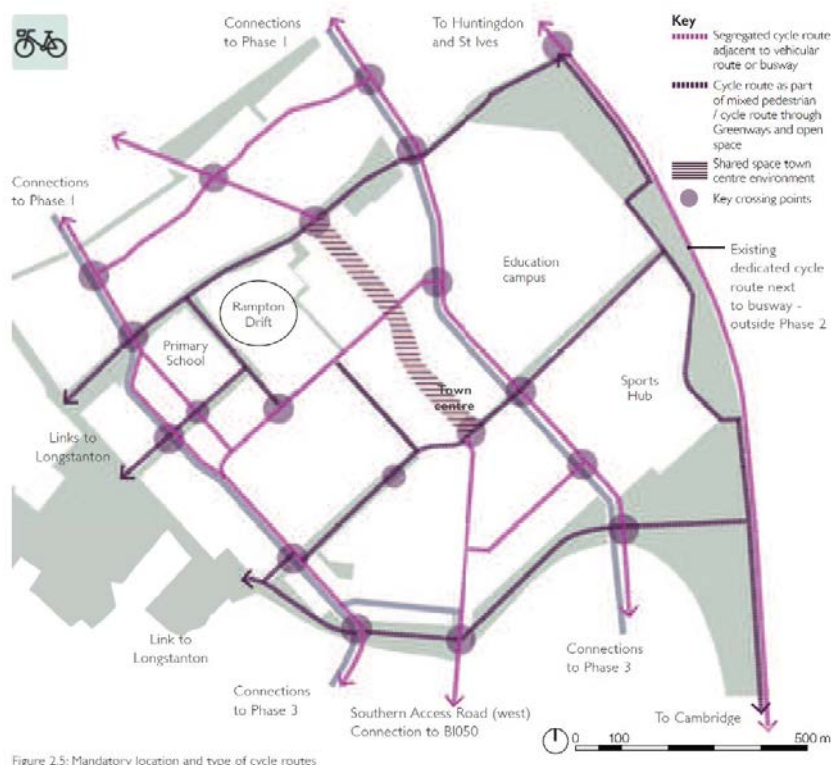 Connections
to Phase 1
To Huntingdon
and St Ives
Key
Segregated cycle route
adjacent to vehicular
route or busway
Cycle route as part
of mixed pedestrian
/ cycle route through
Greenways and open
space
Shared space town
centre environment
Key crossing points
Connections
to Phase 1
Education
campus
Existing
dedicated cycle
route next
to busway -
outside Phase 2
Rampton
Drift
Primary
School
Sports
Hub
Town
centre
Links to
Longstanton
Link to
Longstanton
Connections
to Phase 3
Connections
to Phase 3
Southern Access Road (west)
Connection to B1050
To Cambridge
0 100 500 m
Figure 2.5: Mandatory location and type of cycle routes